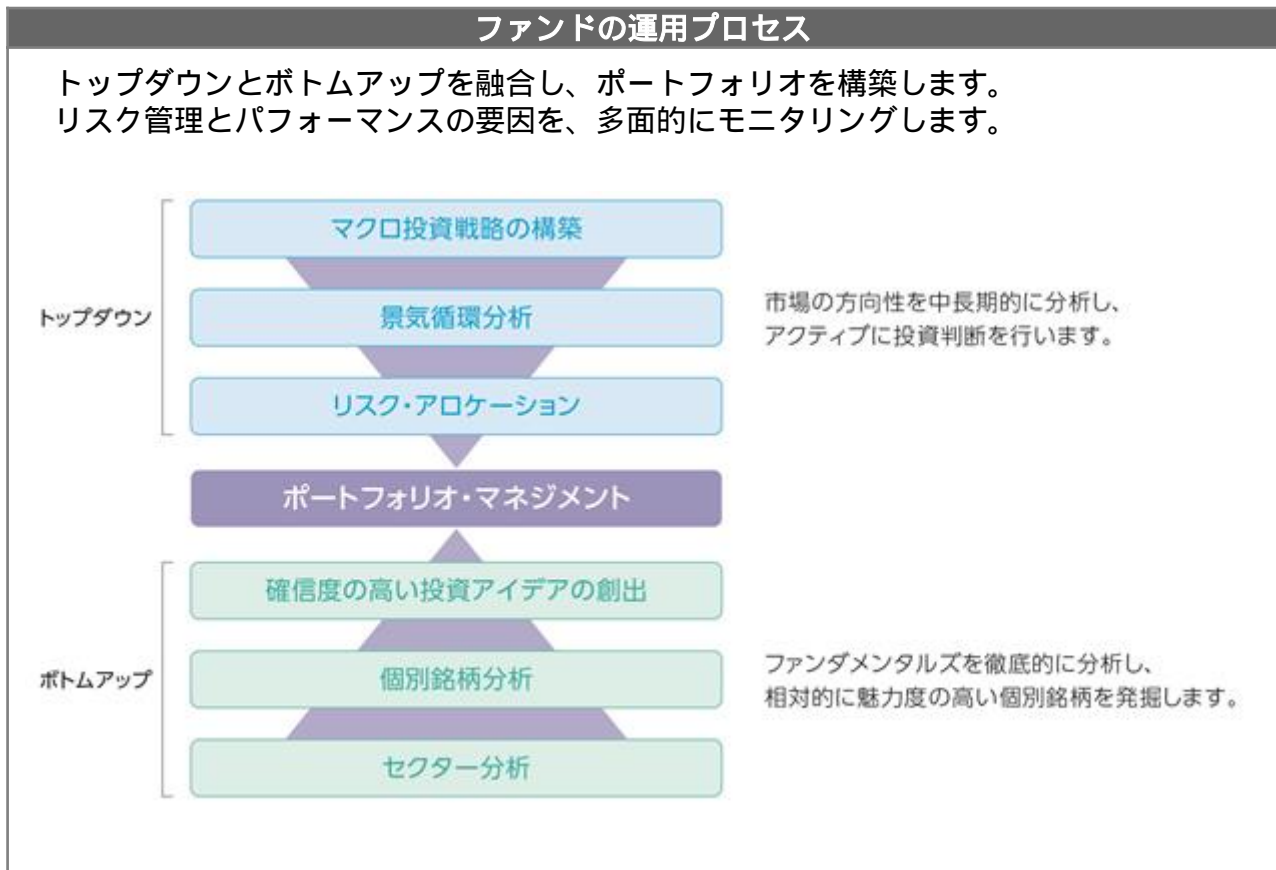 ファンドの運用プロセス
トップダウンとボトムアップを融合し、ポートフォリオを構築します。
リスク管理とパフォーマンスの要因を、多面的にモニタリングします。
トップダウン
マクロ投資戦略の構築
景気循環分析
リスク・アロケーション
市場の方向性を中長期的に分析し、
アクティブに投資判断を行います。
ポートフォリオ・マネジメント
ボトムアップ
確信度の高い投資アイデアの創出
個別銘柄分析
セクター分析
ファンダメンタルズを徹底的に分析し、
相対的に魅力度の高い個別銘柄を発掘します。